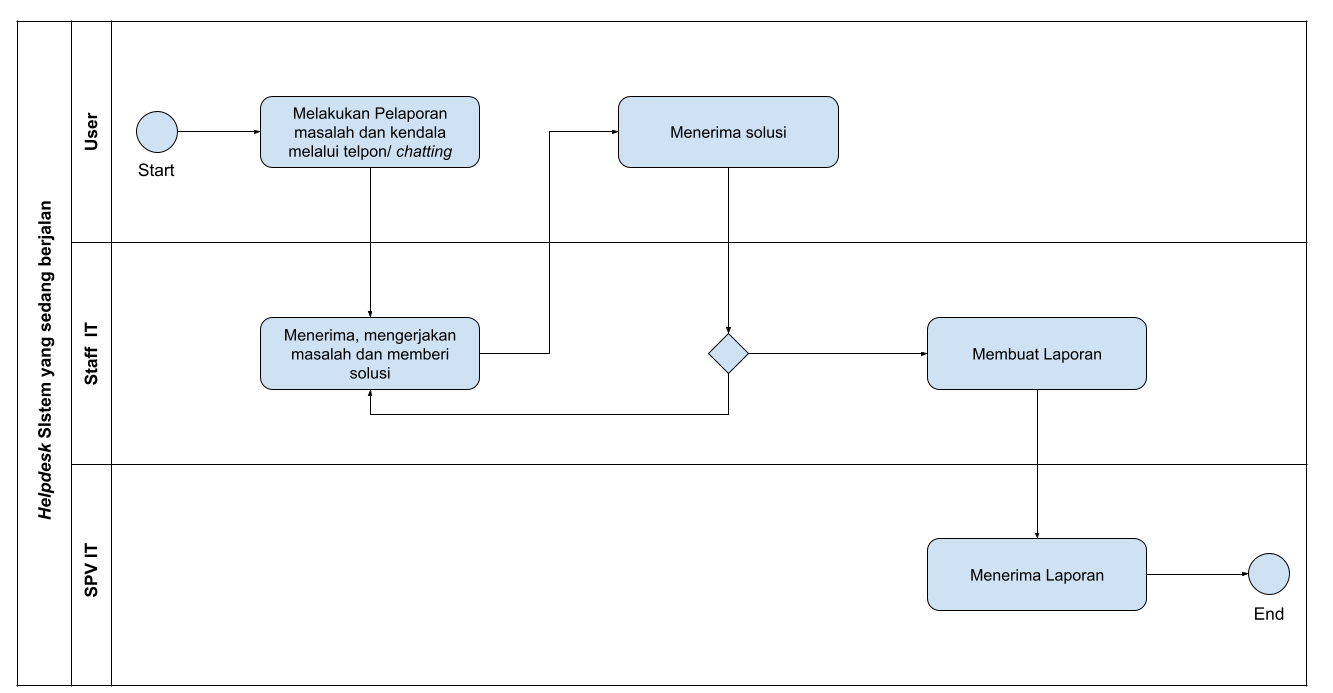 Helpdesk SIstem yang sedang berjalan
User
Start
Melakukan Pelaporan
masalah dan kendala
melalui telpon/ chatting
Menerima solusi
Staff IT
Menerima, mengerjakan
masalah dan memberi
solusi
Membuat Laporan
SPV IT
Menerima Laporan
End